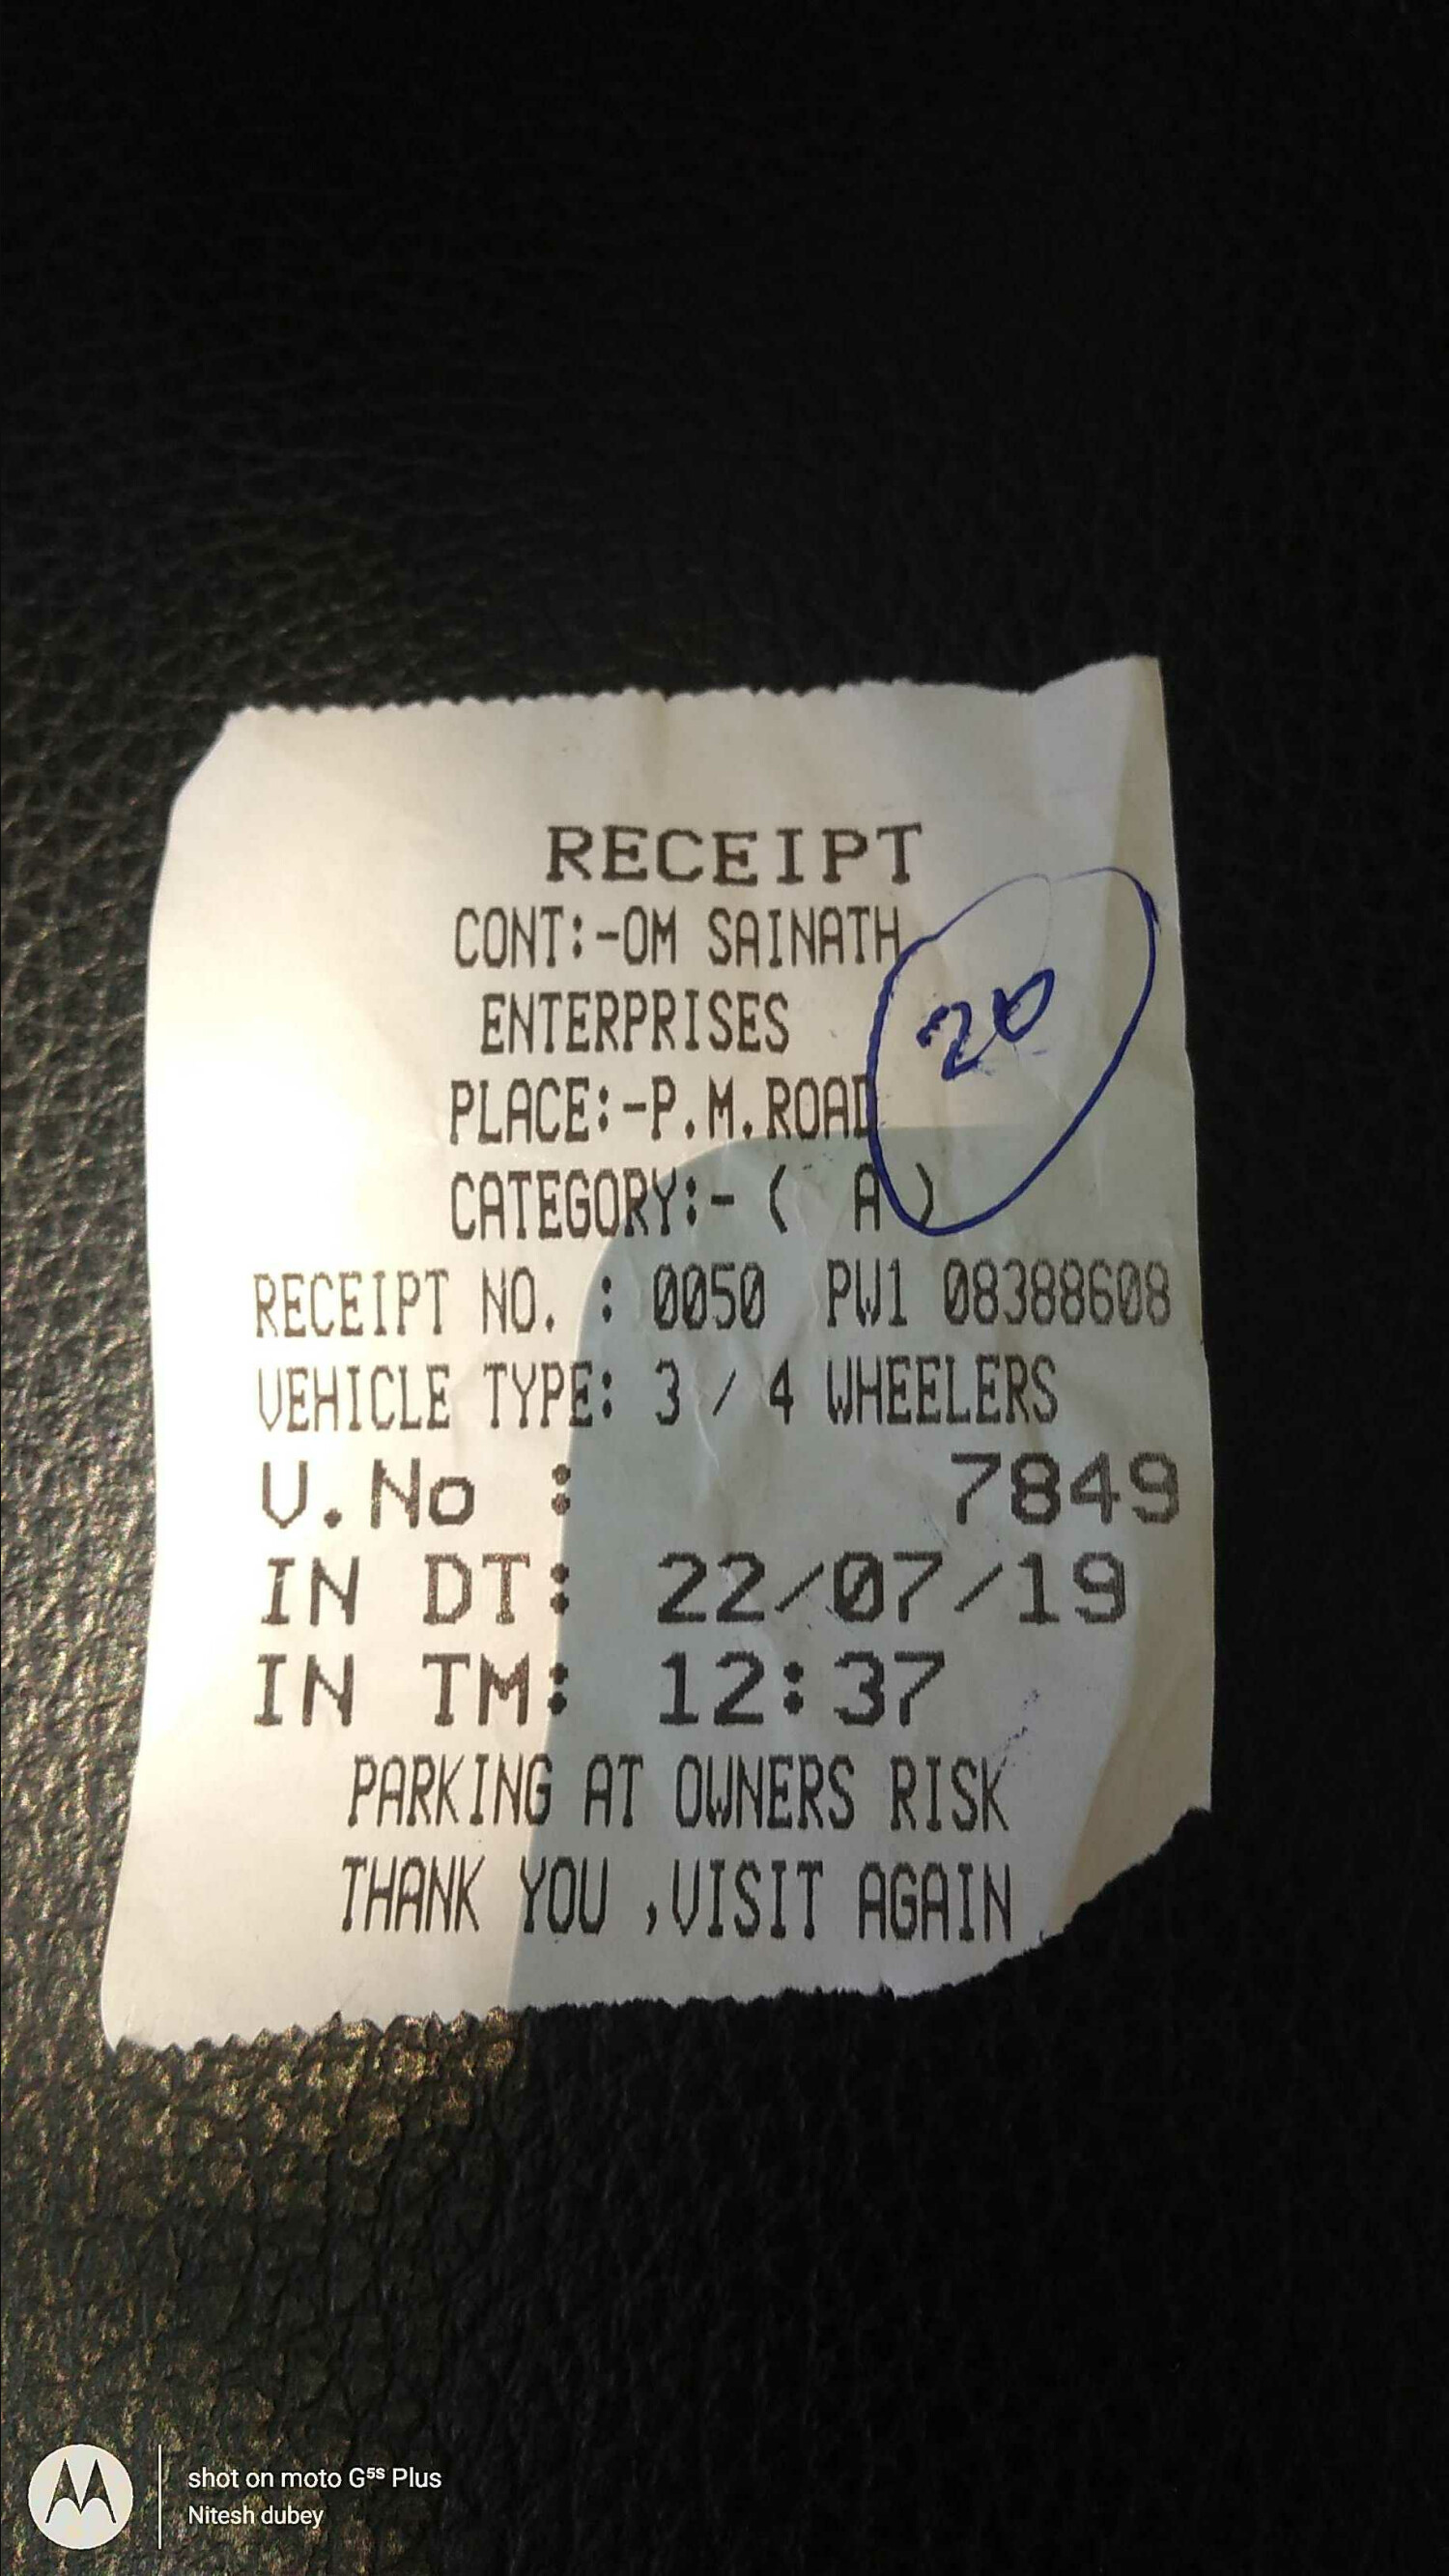 RECEIPT
CONT:-OM SAINATH
ENTERPRISES
20
PLACE:-P.M.ROAD
CATEGORY:- ( A )
RECEIPT NO. : 0050 PW1 08388608
VEHICLE TYPE: 3 / 4 WHEELERS
V.No : 7849
IN DT: 22/07/19
IN TM: 12:37
PARKING AT OWNERS RISK
THANK YOU ,VISIT AGAIN
shot on moto G⁵ˢ Plus
Nitesh dubey